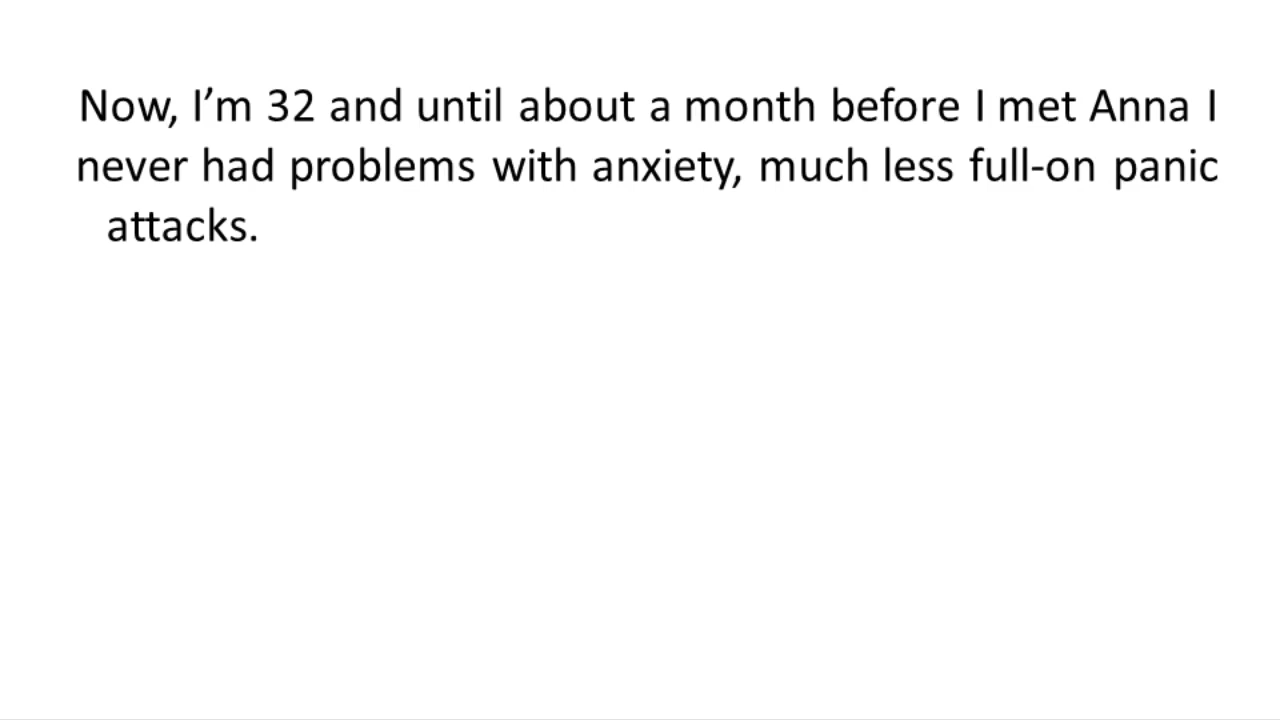 Now, I’m 32 and until about a month before I met Anna I
never had problems with anxiety, much less full-on panic
attacks.